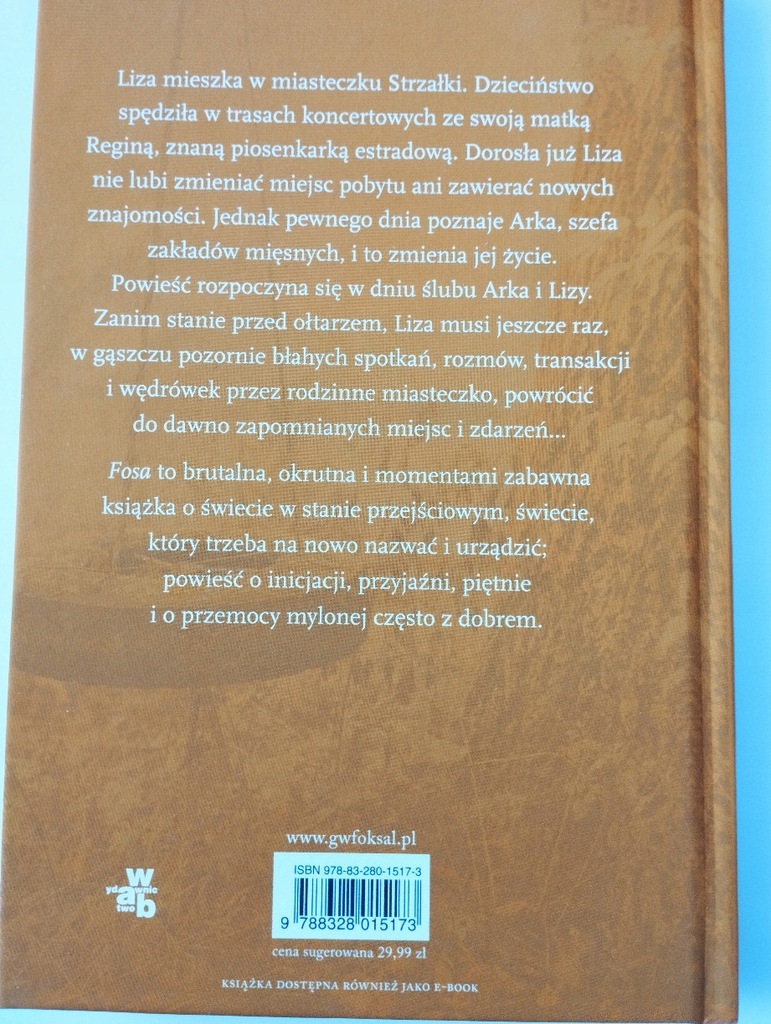 Liza mieszka w miasteczku Strzałki. Dzieciństwo
spędziła w trasach koncertowych ze swoją matką
Reginą, znaną piosenkarką estradową. Dorosła już Liza
nie lubi zmieniać miejsc pobytu ani zawierać nowych
znajomości. Jednak pewnego dnia poznaje Arka, szefa
zakładów mięsnych, i to zmienia jej życie.
Powieść rozpoczyna się w dniu ślubu Arka i Lizy.
Zanim stanie przed ołtarzem, Liza musi jeszcze raz,
w gąszczu pozornie błahych spotkań, rozmów, transakcji
i wędrówek przez rodzinne miasteczko, powrócić
do dawno zapomnianych miejsc i zdarzeń...
Fosa to brutalna, okrutna i momentami zabawna
książka o świecie w stanie przejściowym, świecie,
który trzeba na nowo nazwać i urządzić;
powieść o inicjacji, przyjaźni, piętnie
i o przemocy mylonej często z dobrem.
www.gwfoksal.pl
ISBN 978-83-280-1517-3
9 788328 015173
cena sugerowana 29,99 zł
w
ydawnic
two b
KSIĄŻKA DOSTĘPNA RÓWNIEŻ JAKO E-BOOK